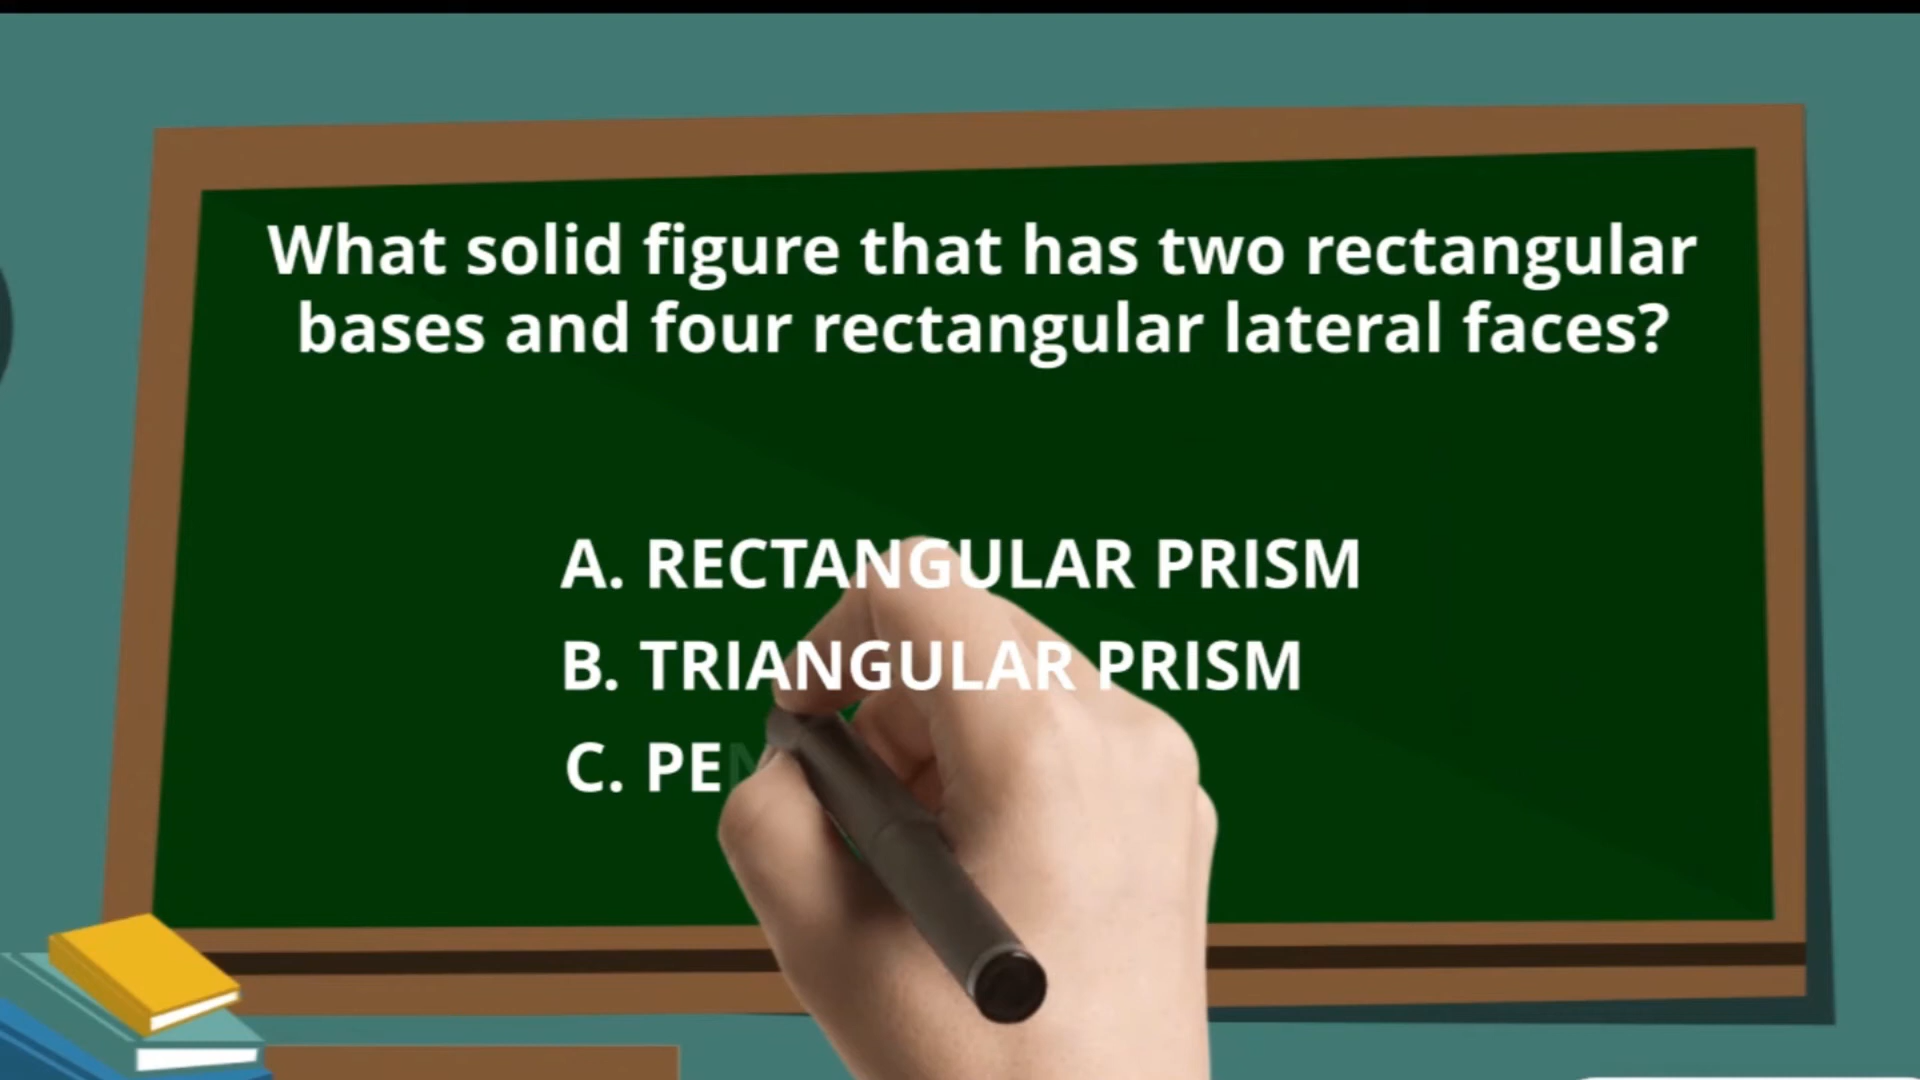 What solid figure that has two rectangular
bases and four rectangular lateral faces?
A. RECTANGULAR PRISM
B. TRIANGULAR PRISM
C. PE